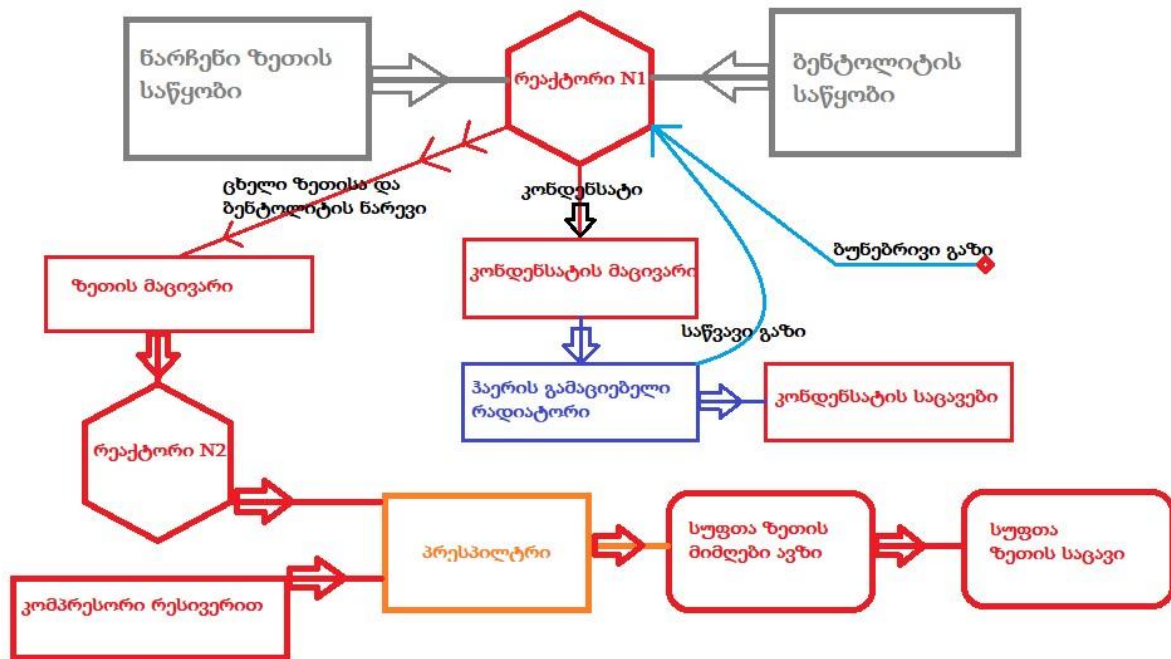 ნარჩენი ზეთის
საწყობი
რეაქტორი N1
ბენტოლიტის
საწყობი
ცხელი ზეთისა და
ბენტოლიტის ნარევი
კონდენსატი
ბუნებრივი გაზი
ზეთის მაცივარი
კონდენსატის მაცივარი
საწვავი გაზი
ჰაერის გამაციებელი
რადიატორი
კონდენსატის საცავები
რეაქტორი N2
პრესპილტრი
სუფთა ზეთის
მიმღები ავზი
სუფთა
ზეთის საცავი
კომპრესორი რესივერით